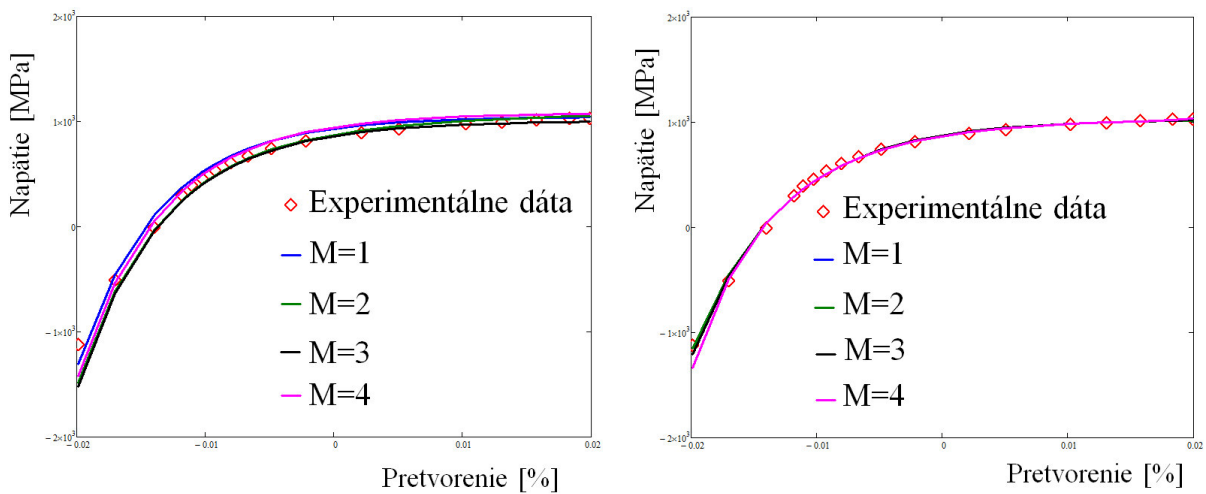 2×10³
1×10³
0
− 1×10³
− 2×10³
Napätie [MPa]
Experimentálne dáta
M=1
M=2
M=3
M=4
− 0.02
− 0.01
0
0.01
0.02
Pretvorenie [%]
2×10³
1×10³
0
− 1×10³
− 2×10³
Napätie [MPa]
Experimentálne dáta
M=1
M=2
M=3
M=4
− 0.02
− 0.01
0
0.01
0.02
Pretvorenie [%]